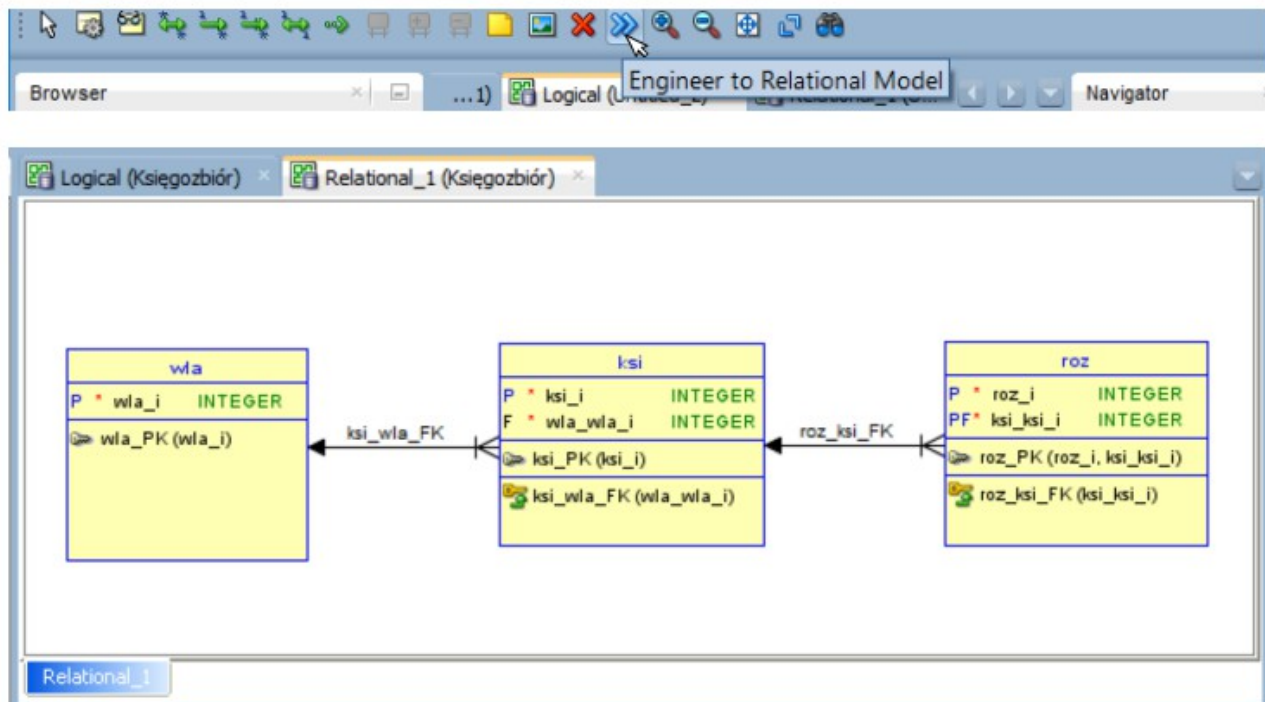 Engineer to Relational Model
Browser
...1)
Logical (
Navigator
Logical (Księgozbiór)
Relational_1 (Księgozbiór)
wla
P * wla_i INTEGER
wla_PK (wla_i)
ksi_wla_FK
ksi
P * ksi_i INTEGER
F * wla_wla_i INTEGER
ksi_PK (ksi_i)
ksi_wla_FK (wla_wla_i)
roz_ksi_FK
roz
P * roz_i INTEGER
PF* ksi_ksi_i INTEGER
roz_PK (roz_i, ksi_ksi_i)
roz_ksi_FK (ksi_ksi_i)
Relational_1